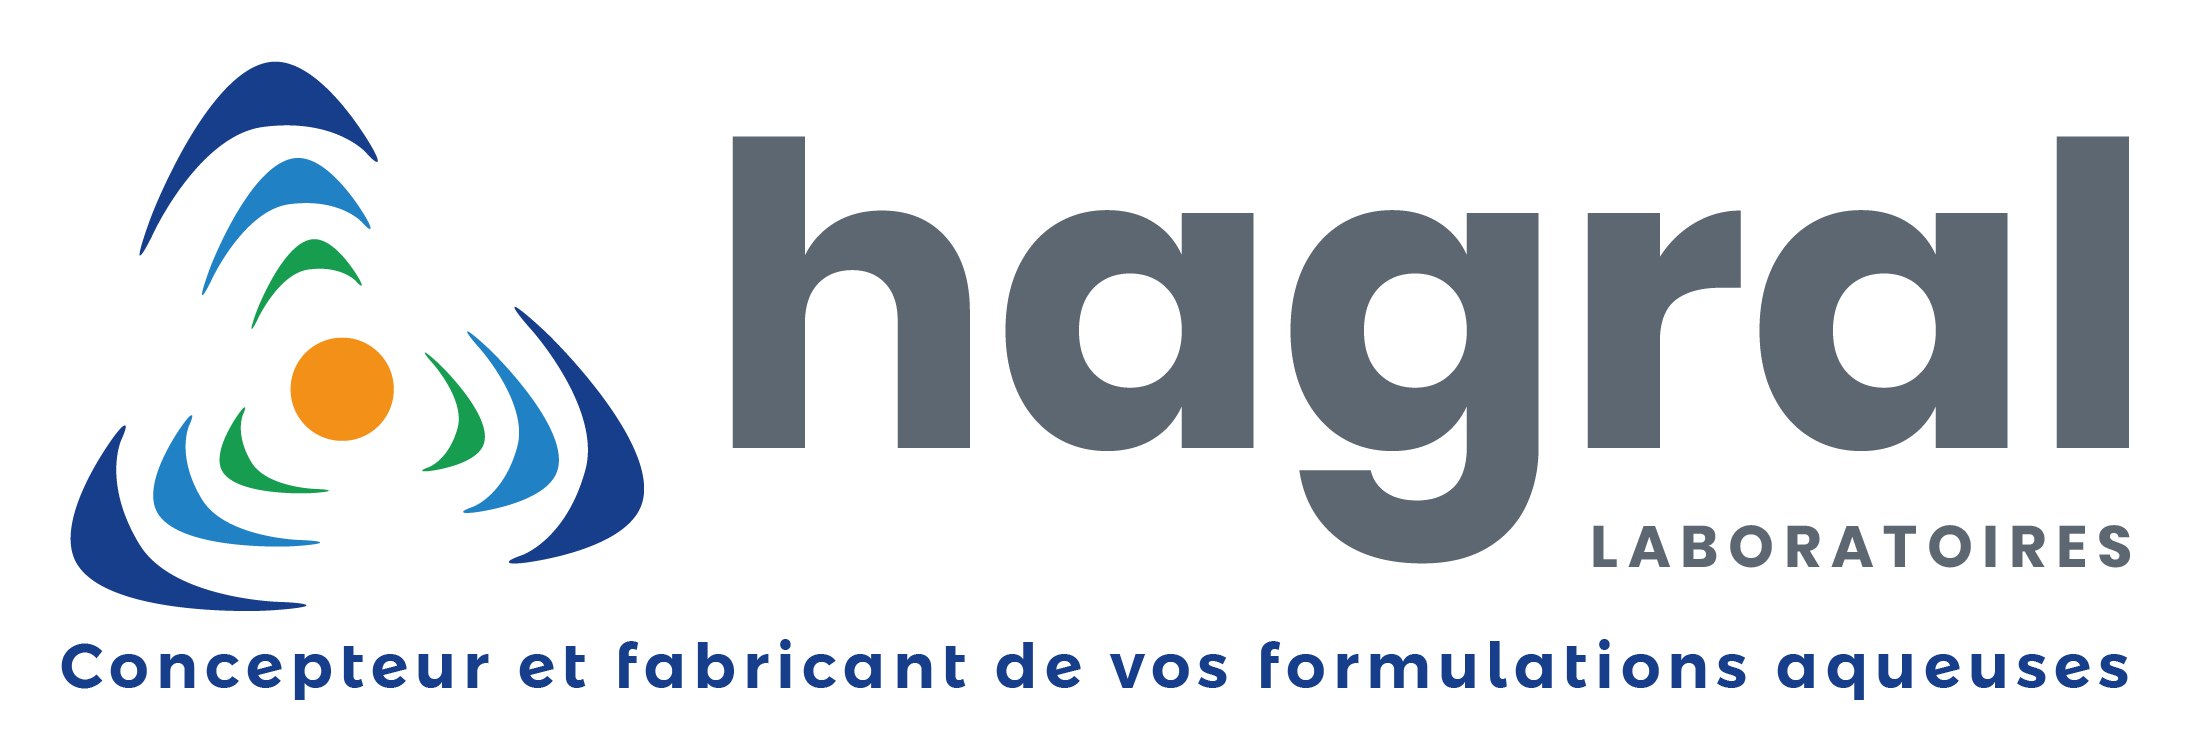 hagral
LABORATOIRES
Concepteur et fabricant de vos formulations aqueuses